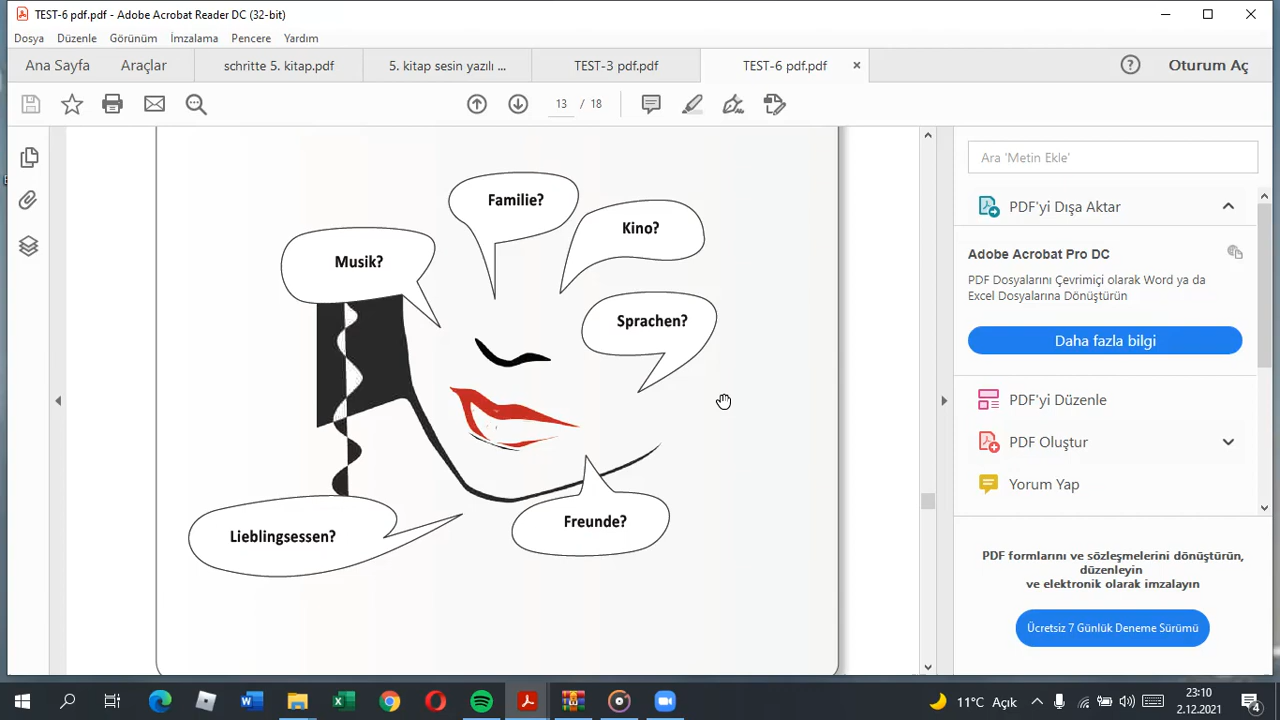 TEST-6 pdf.pdf - Adobe Acrobat Reader DC (32-bit)
Dosya Düzenle Görünüm İmzalama Pencere Yardım
Ana Sayfa Araçlar schritte 5. kitap.pdf 5. kitap sesin yazılı ... TEST-3 pdf.pdf TEST-6 pdf.pdf × ? Oturum Aç
13 / 18
Ara 'Metin Ekle'
PDF'yi Dışa Aktar
Adobe Acrobat Pro DC
PDF Dosyalarını Çevrimiçi olarak Word ya da
Excel Dosyalarına Dönüştürün
Daha fazla bilgi
PDF'yi Düzenle
PDF Oluştur
Yorum Yap
PDF formlarını ve sözleşmelerini dönüştürün,
düzenleyin
ve elektronik olarak imzalayın
Ücretsiz 7 Günlük Deneme Sürümü
Familie?
Kino?
Musik?
Sprachen?
Freunde?
Lieblingsessen?
11°C Açık
23:10
2.12.2021
4